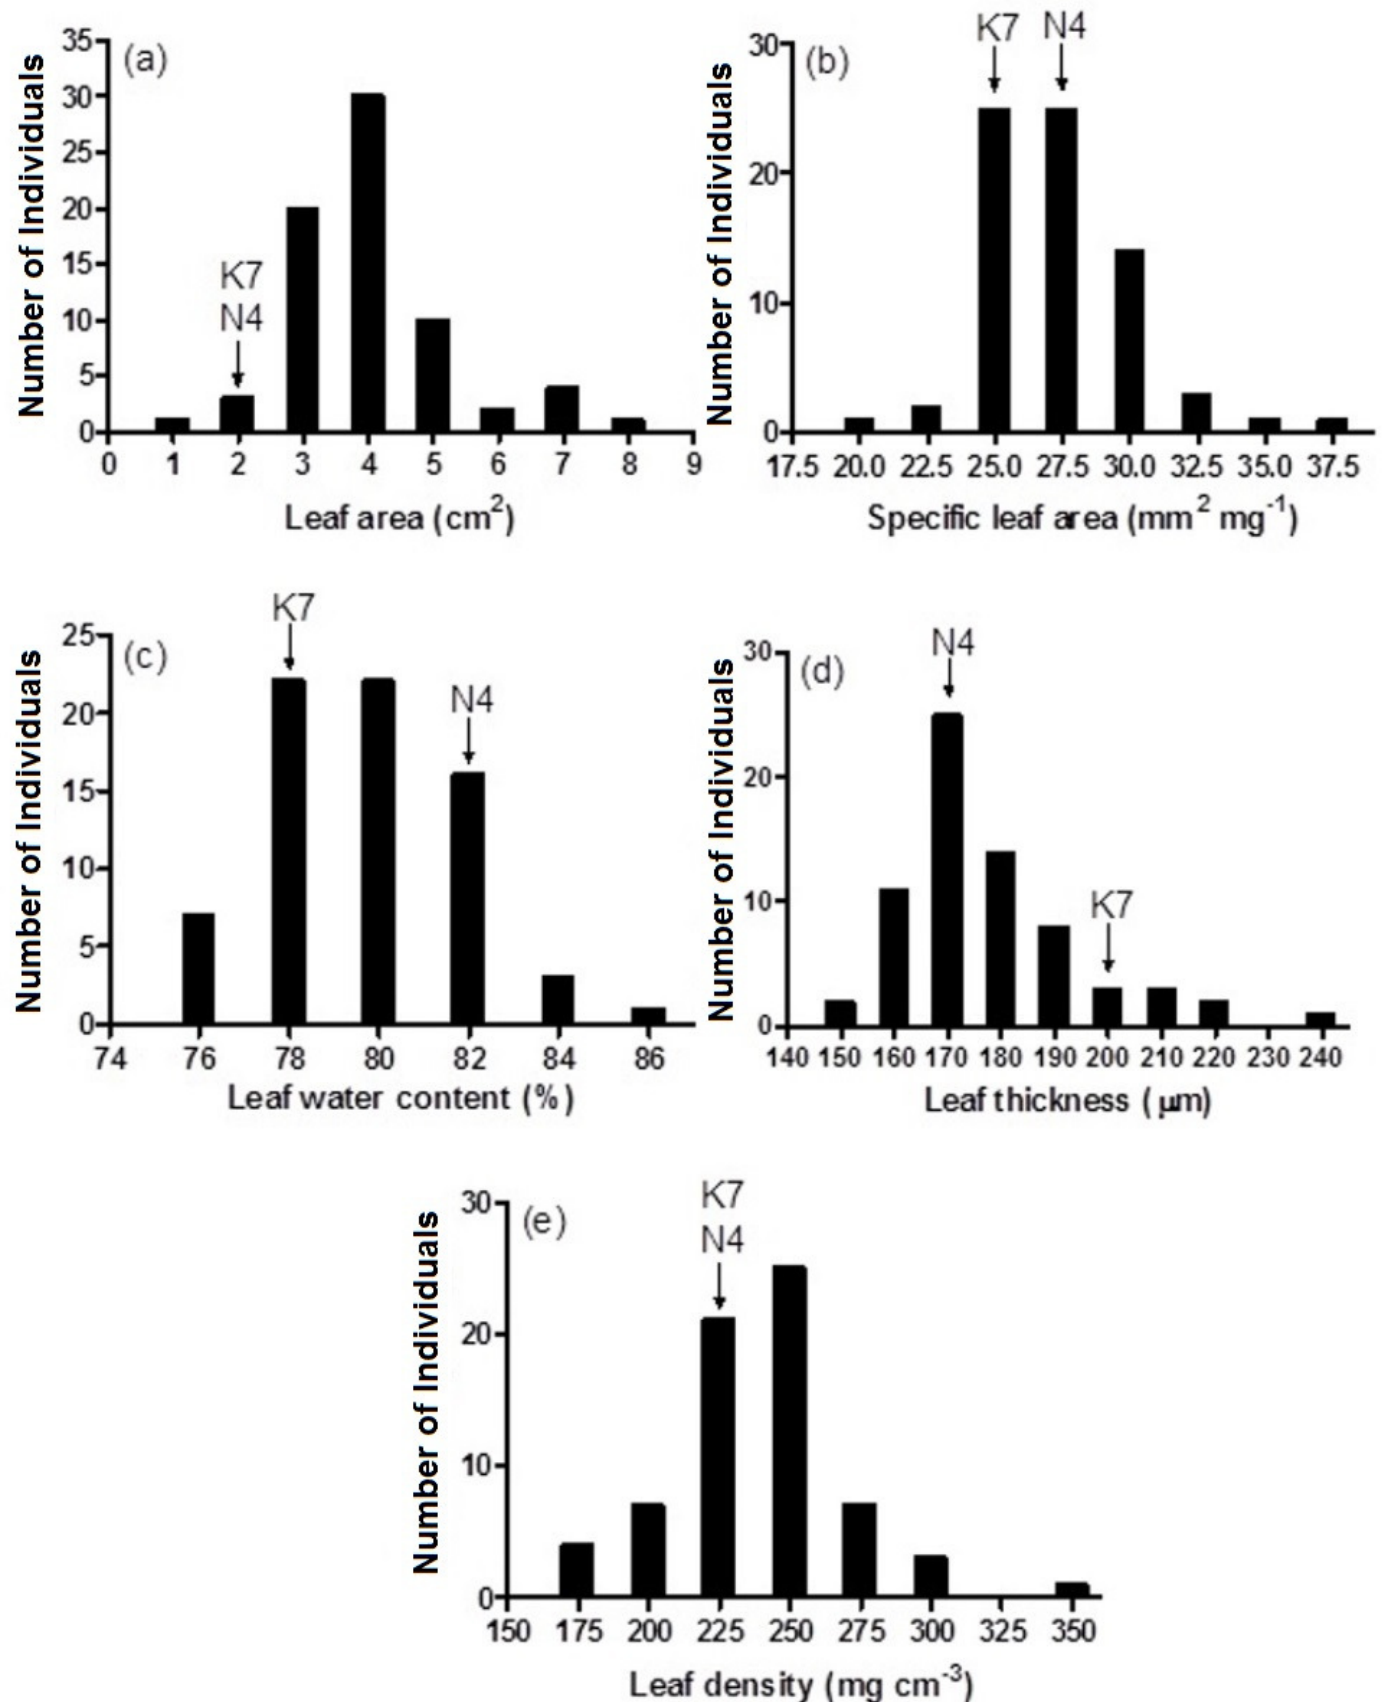 (a)
Number of Individuals
35
30
25
20
15
10
5
0
K7
N4
0 1 2 3 4 5 6 7 8 9
Leaf area (cm2)
(b)
Number of Individuals
30
20
10
0
K7 N4
17.5 20.0 22.5 25.0 27.5 30.0 32.5 35.0 37.5
Specific leaf area (mm2 mg-1)
(c)
Number of Individuals
25
20
15
10
5
0
K7
N4
74 76 78 80 82 84 86
Leaf water content (%)
(d)
Number of Individuals
30
20
10
0
N4
K7
140 150 160 170 180 190 200 210 220 230 240
Leaf thickness (μm)
(e)
Number of Individuals
30
20
10
0
K7
N4
150 175 200 225 250 275 300 325 350
Leaf density (mg cm-3)